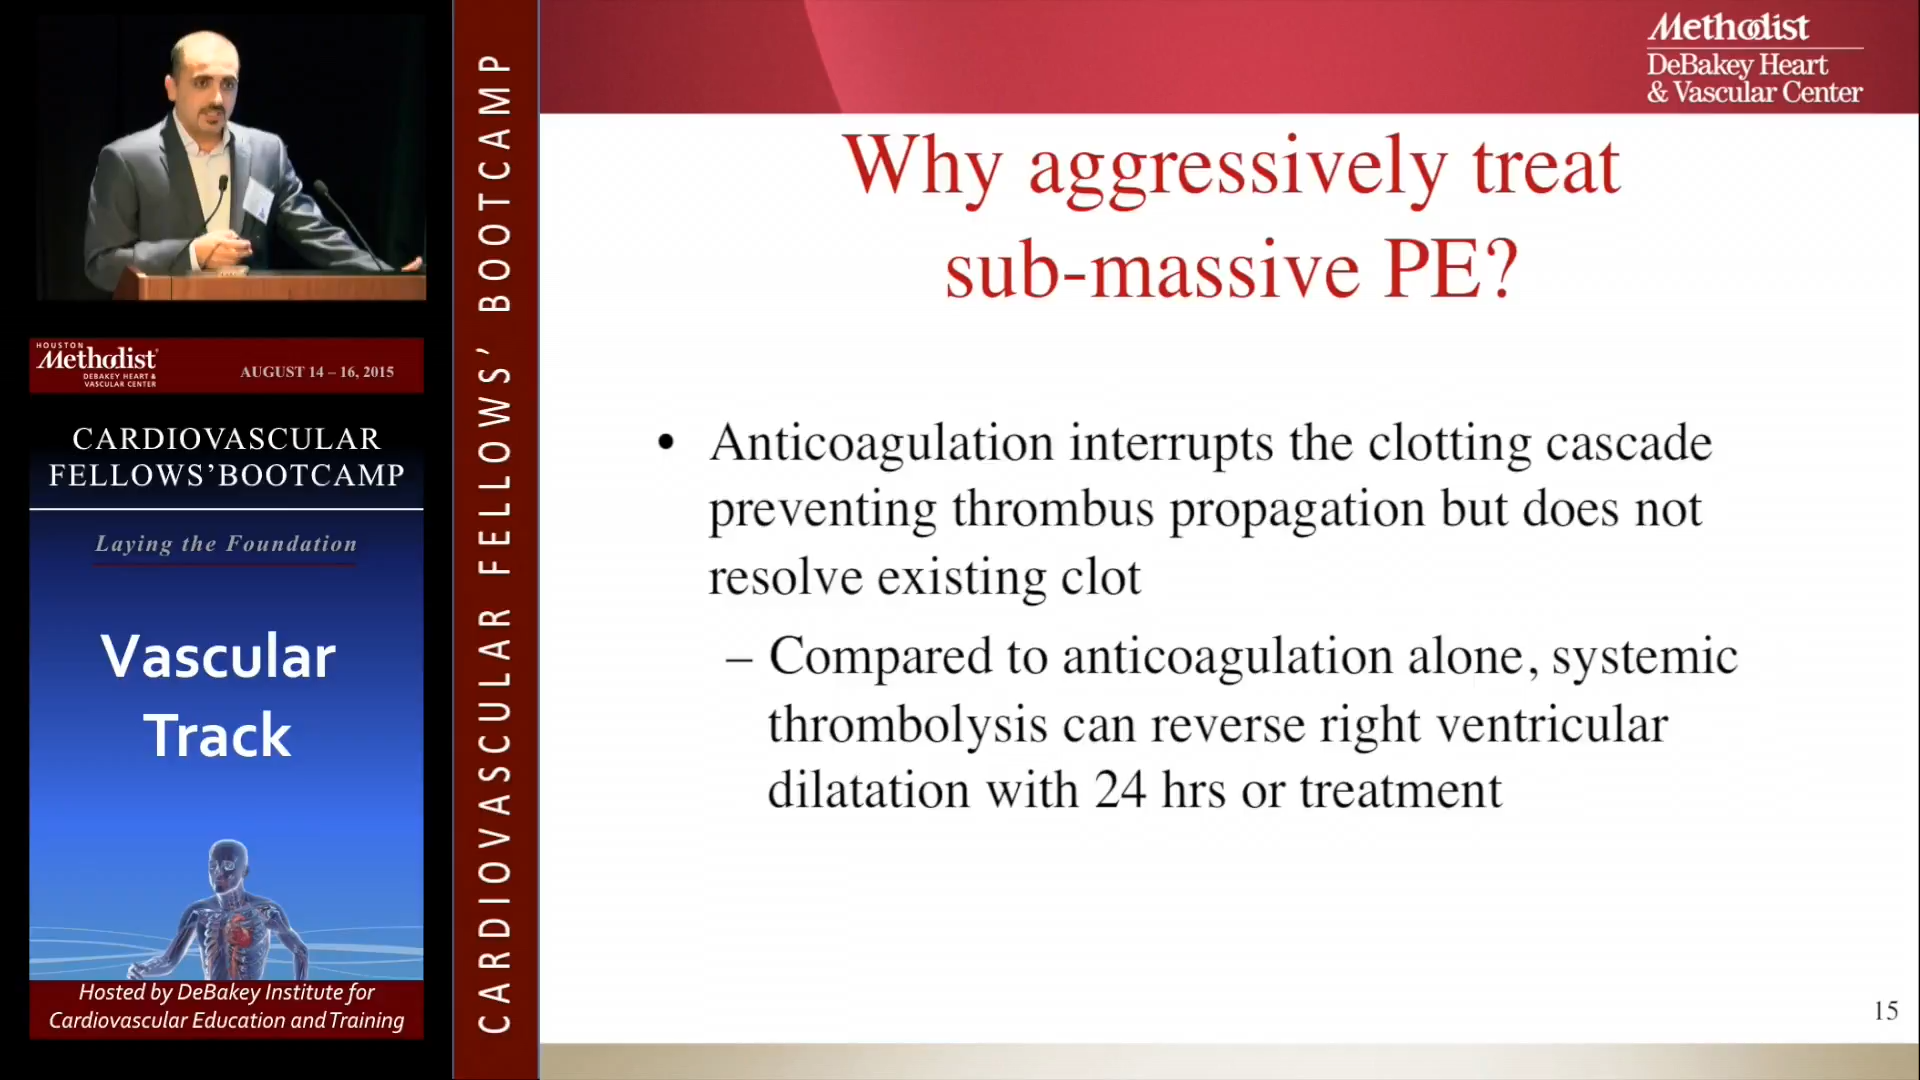 HOUSTON
Methodist
DEBAKEY HEART &
VASCULAR CENTER
AUGUST 14 – 16, 2015
CARDIOVASCULAR
FELLOWS’BOOTCAMP
Laying the Foundation
Vascular
Track
Hosted by DeBakey Institute for
Cardiovascular Education and Training
CARDIOVASCULAR FELLOWS’ BOOTCAMP
Methodist
DeBakey Heart
& Vascular Center
Why aggressively treat
sub-massive PE?
• Anticoagulation interrupts the clotting cascade
preventing thrombus propagation but does not
resolve existing clot
– Compared to anticoagulation alone, systemic
thrombolysis can reverse right ventricular
dilatation with 24 hrs or treatment
15